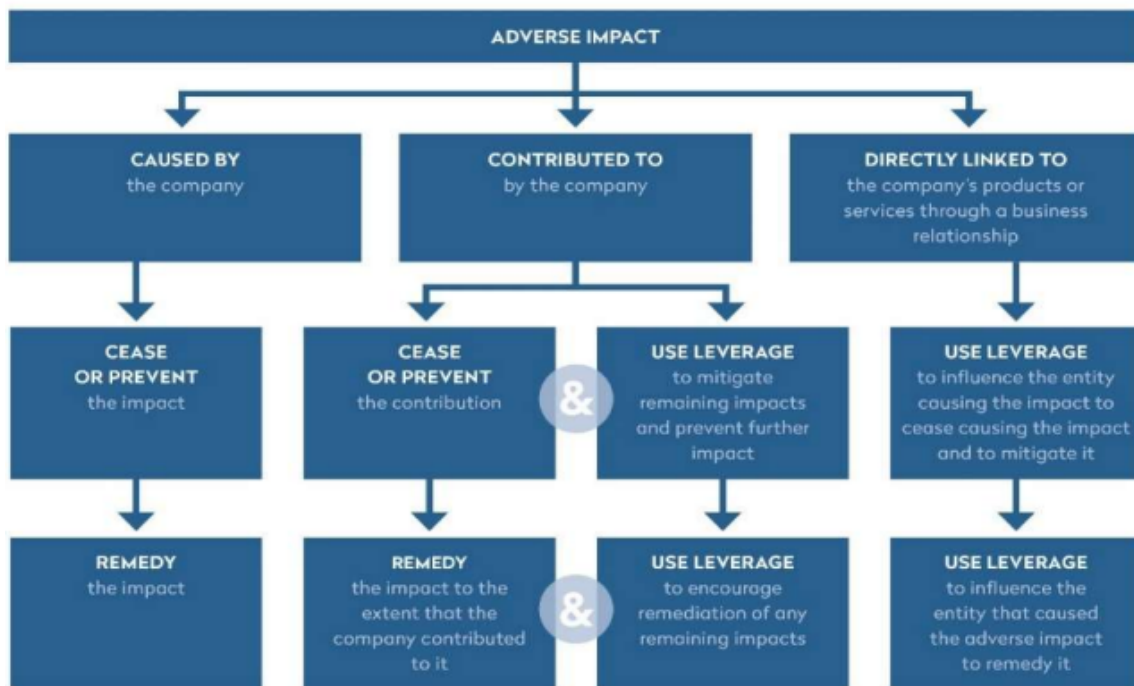 ADVERSE IMPACT
CAUSED BY
the company
CONTRIBUTED TO
by the company
DIRECTLY LINKED TO
the company's products or
services through a business
relationship
CEASE
OR PREVENT
the impact
CEASE
OR PREVENT
the contribution
&
USE LEVERAGE
to mitigate
remaining impacts
and prevent further
impact
USE LEVERAGE
to influence the entity
causing the impact to
cease causing the impact
and to mitigate it
REMEDY
the impact
REMEDY
the impact to the
extent that the
company contributed
to it
&
USE LEVERAGE
to encourage
remediation of any
remaining impacts
USE LEVERAGE
to influence the
entity that caused
the adverse impact
to remedy it